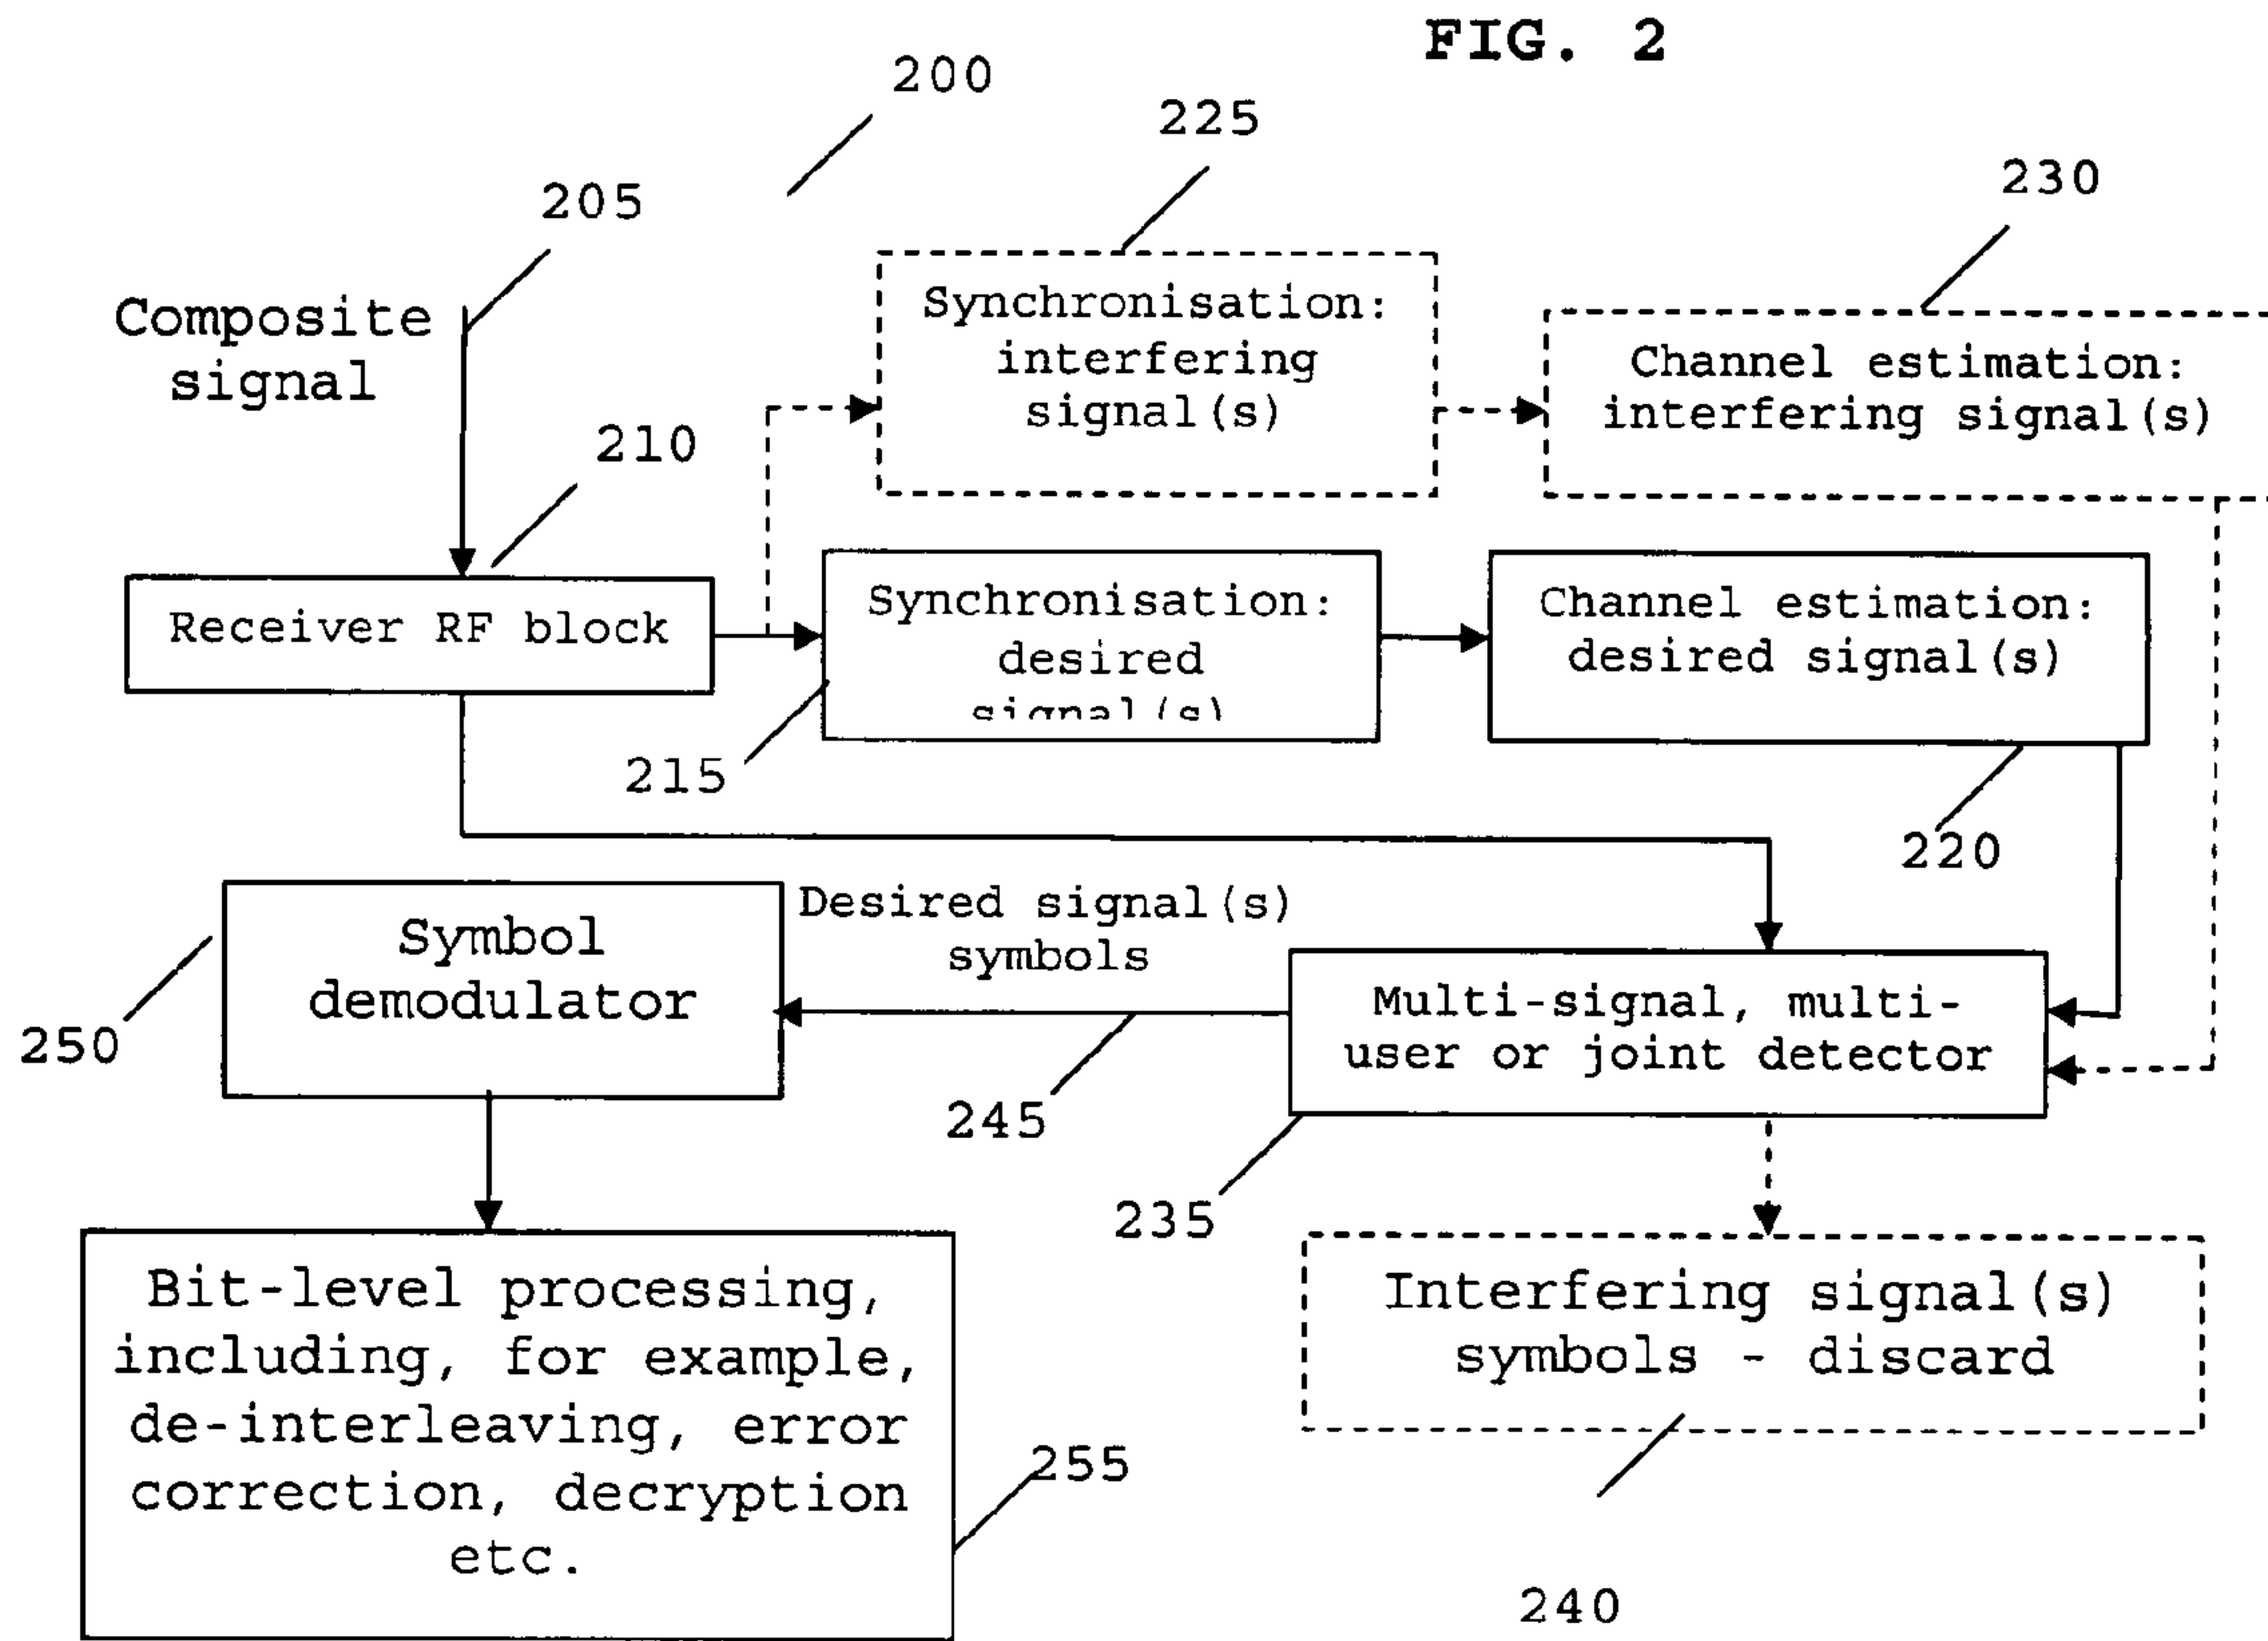 FIG. 2
200
225
205
230
Composite
signal
Synchronisation:
interfering
signal(s)
Channel estimation:
interfering signal(s)
210
Receiver RF block
Synchronisation:
desired
signal(s)
Channel estimation:
desired signal(s)
215
220
Symbol
demodulator
Desired signal(s)
symbols
Multi-signal, multi-
user or joint detector
250
245
235
Bit-level processing,
including, for example,
de-interleaving, error
correction, decryption
etc.
Interfering signal(s)
symbols - discard
255
240